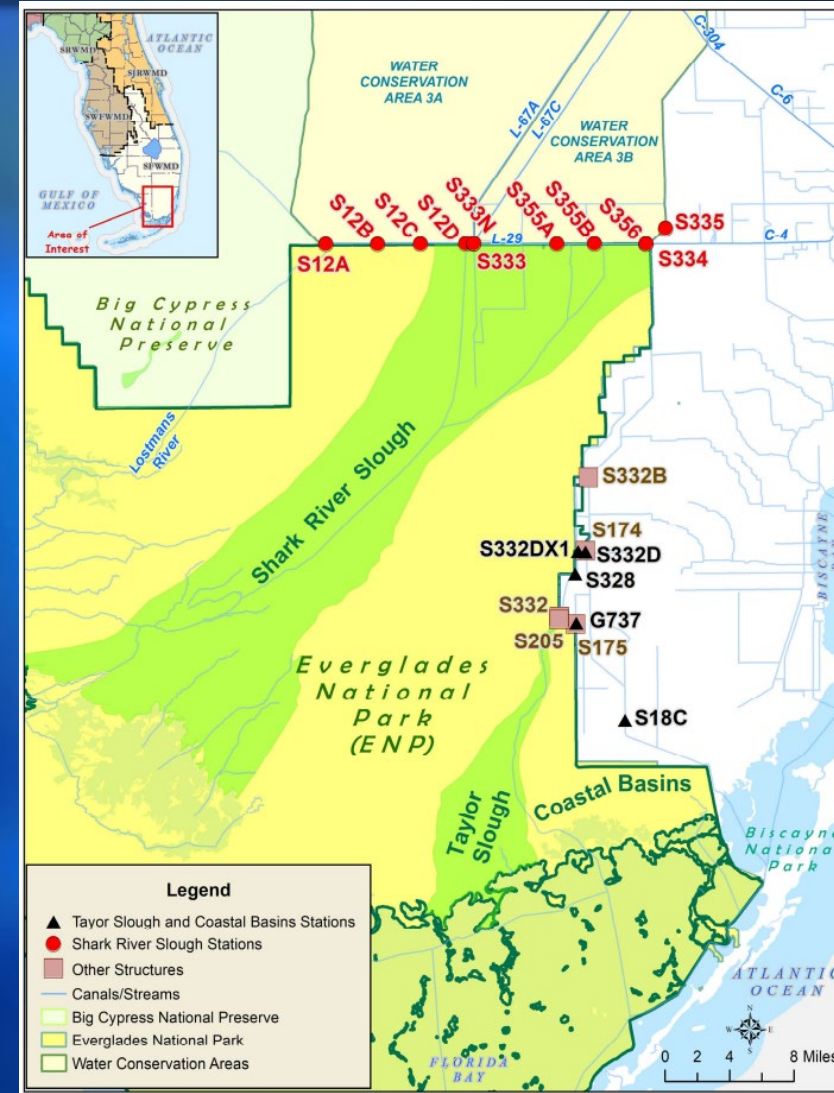 SRWMD
ATLANTIC
OCEAN
SJRWMD
SWFWMD
SFWMD
GULF OF
MEXICO
Area of
Interest
WATER
CONSERVATION
AREA 3A
L-67A
L-67C
WATER
CONSERVATION
AREA 3B
C-304
C-6
S12A
S12B
S12C
S12D
S333N
S333
L-29
S355A
S355B
S356
S335
S334
C-4
Big Cypress
National
Preserve
Lostmans
River
Shark River Slough
S332B
S174
S332DX1
S332D
S328
S332
G737
S205
S175
S18C
Everglades
National
Park
(ENP)
Taylor
Slough
Coastal Basins
BISCAYNE
Biscayne
National
Park
ATLANTIC
OCEAN
FLORIDA
BAY
Legend
Tayor Slough and Coastal Basins Stations
Shark River Slough Stations
Other Structures
Canals/Streams
Big Cypress National Preserve
Everglades National Park
Water Conservation Areas
N
W E
S
0 2 4 8 Miles